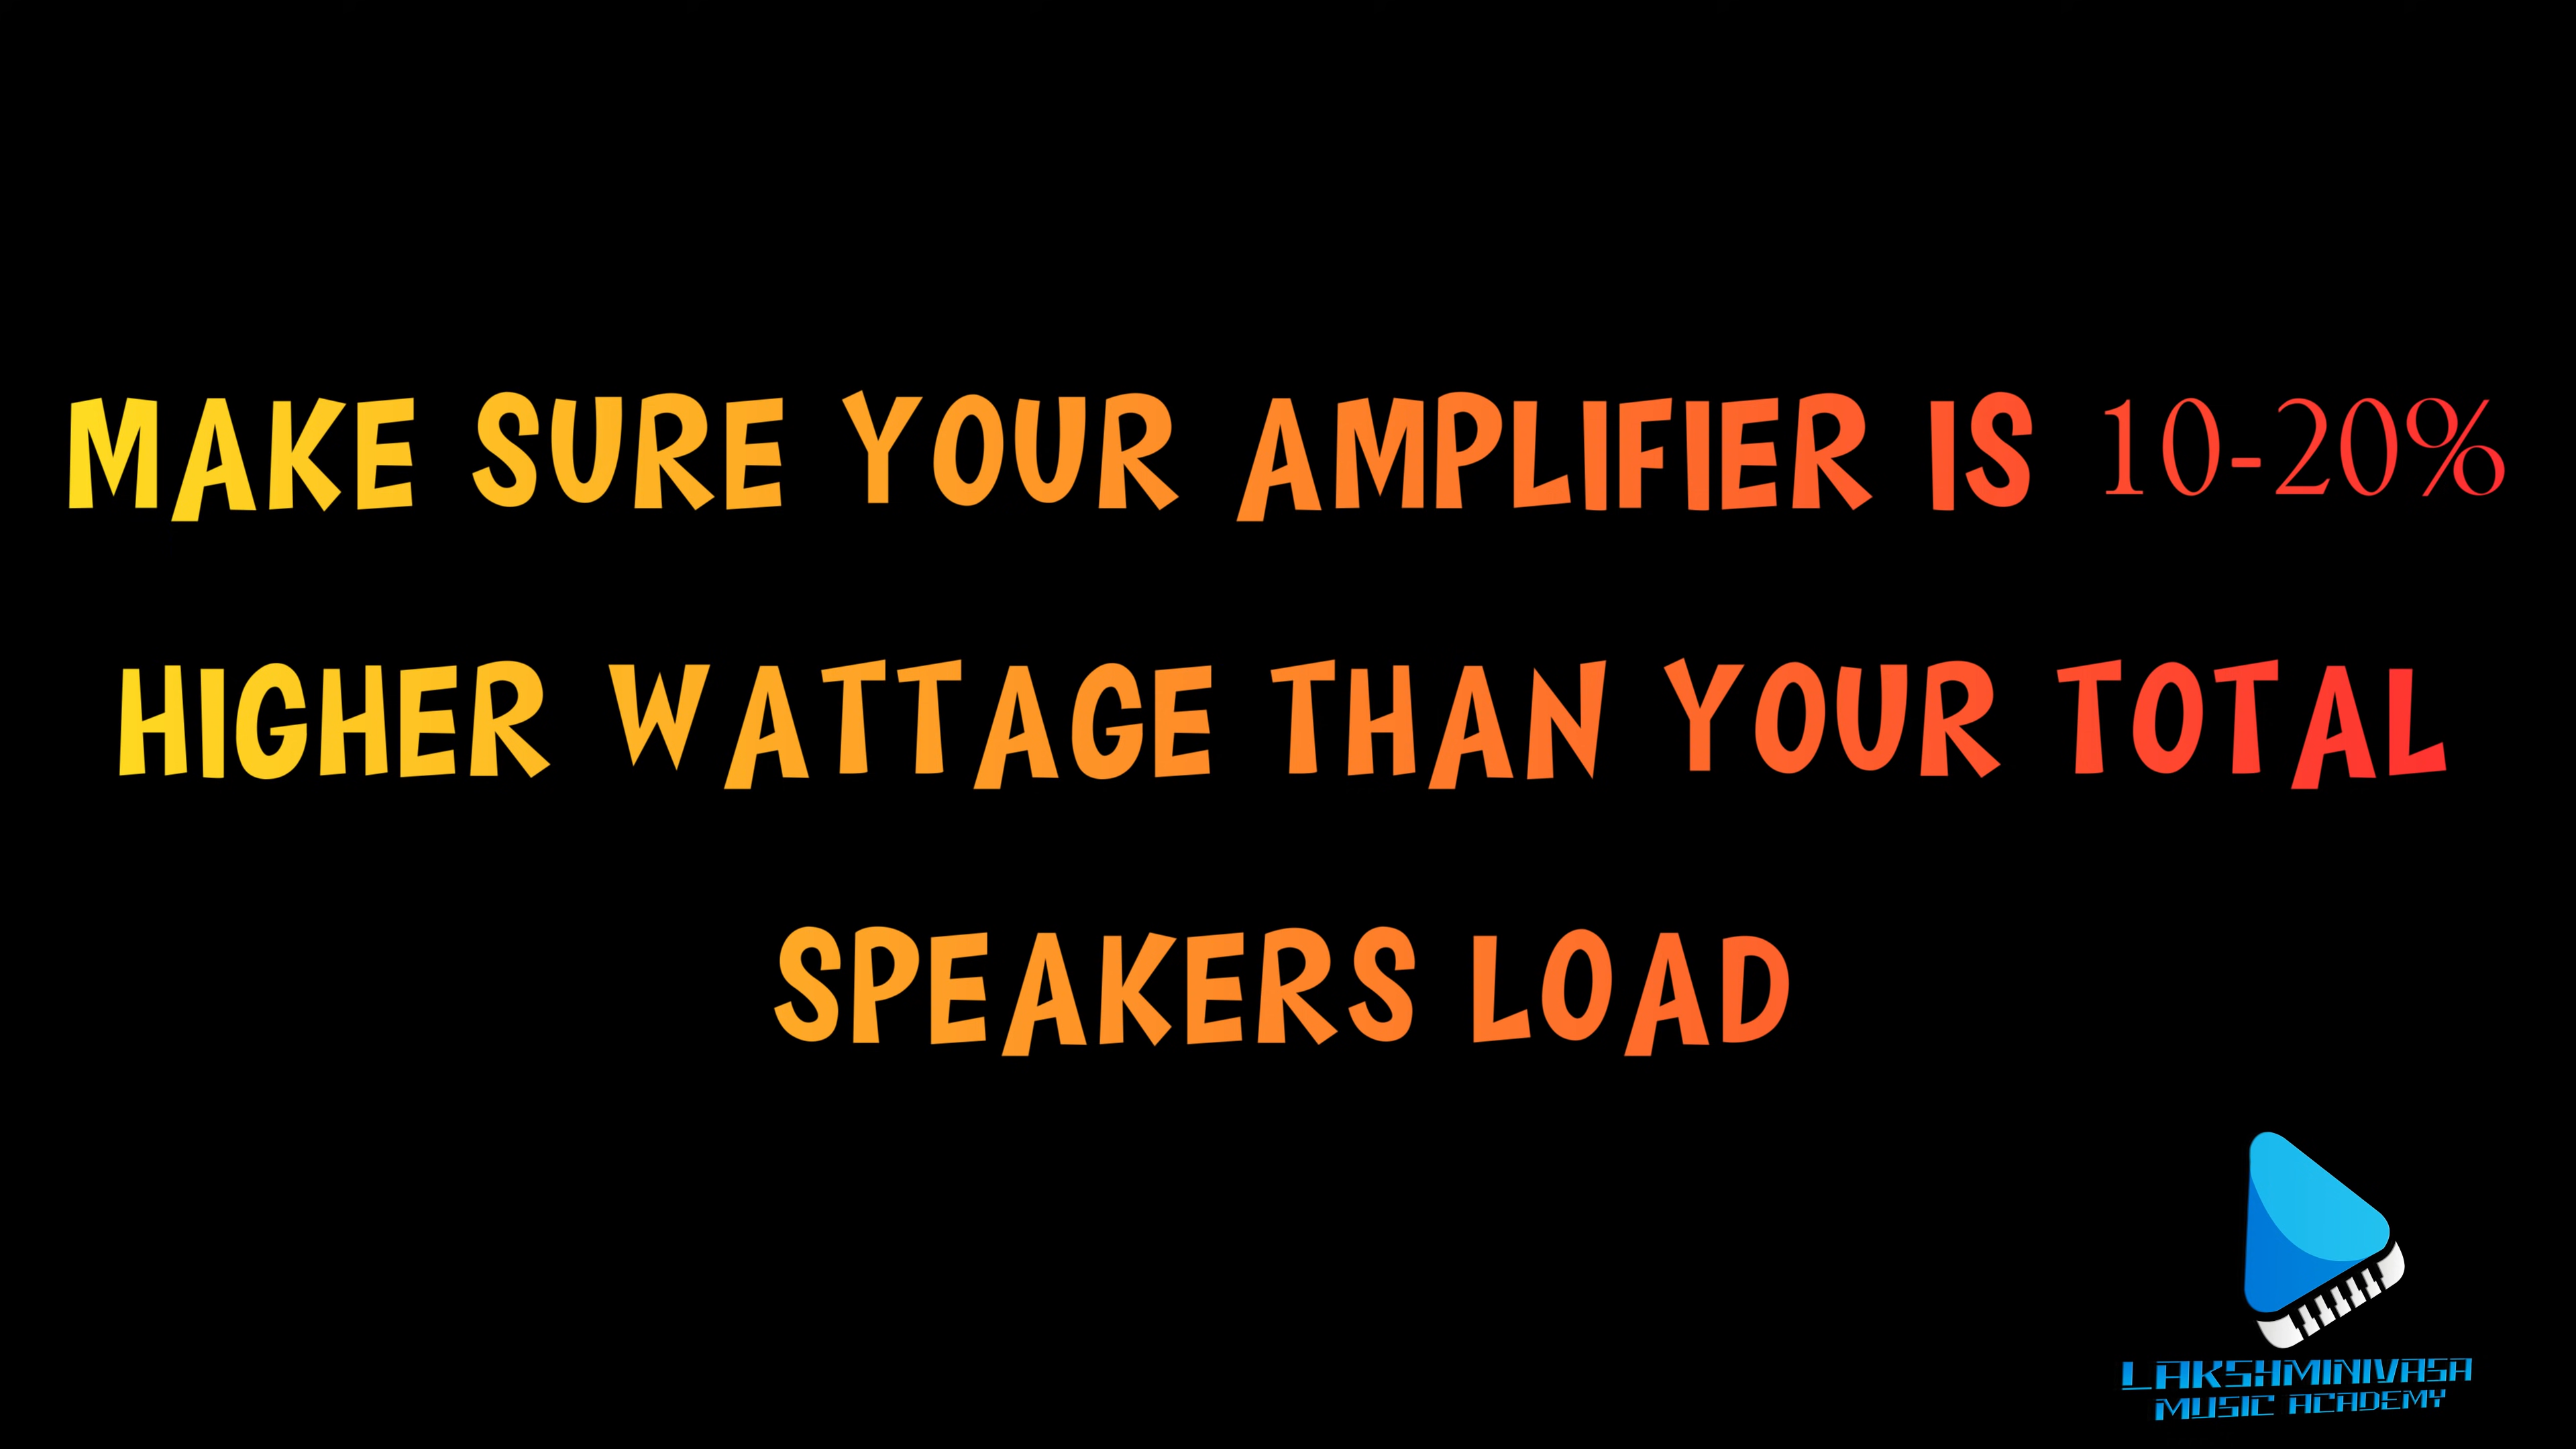 MAKE SURE YOUR AMPLIFIER IS 10-20%
HIGHER WATTAGE THAN YOUR TOTAL
SPEAKERS LOAD
LAKSHMINIVASA
MUSIC ACADEMY